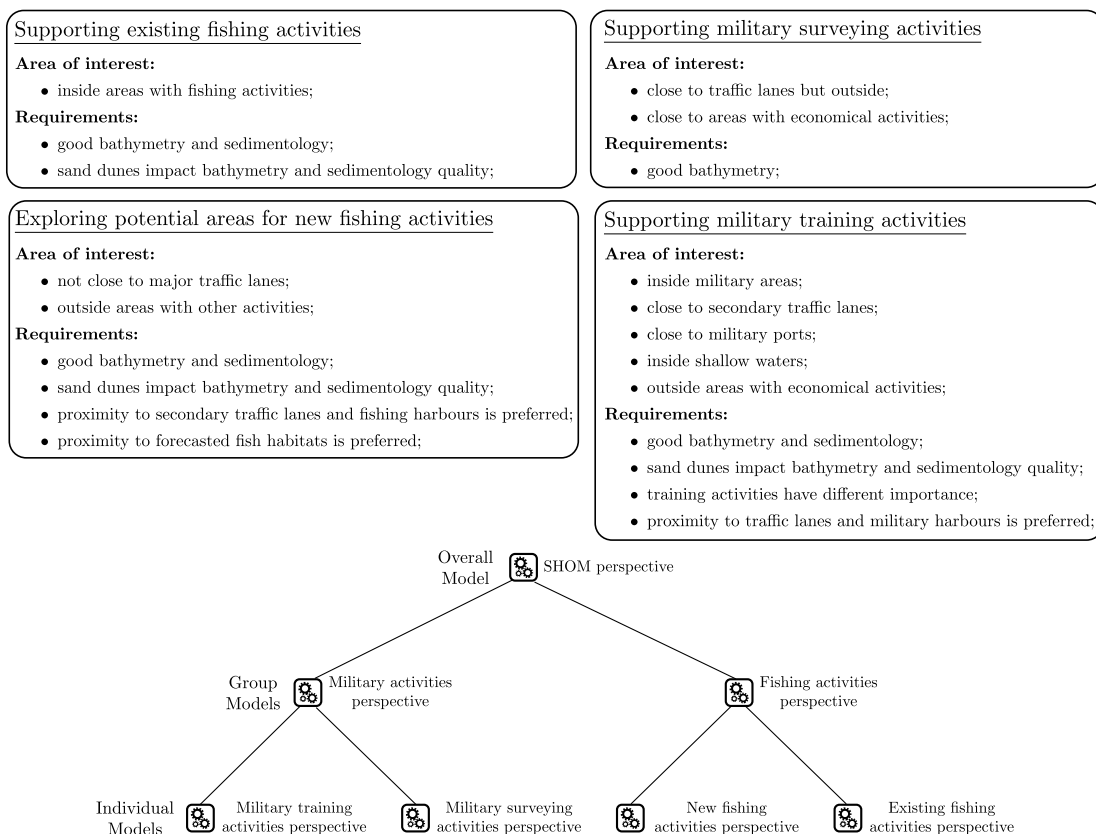 Supporting existing fishing activities
Area of interest:
• inside areas with fishing activities;
Requirements:
• good bathymetry and sedimentology;
• sand dunes impact bathymetry and sedimentology quality;
Supporting military surveying activities
Area of interest:
• close to traffic lanes but outside;
• close to areas with economical activities;
Requirements:
• good bathymetry;
Exploring potential areas for new fishing activities
Area of interest:
• not close to major traffic lanes;
• outside areas with other activities;
Requirements:
• good bathymetry and sedimentology;
• sand dunes impact bathymetry and sedimentology quality;
• proximity to secondary traffic lanes and fishing harbours is preferred;
• proximity to forecasted fish habitats is preferred;
Supporting military training activities
Area of interest:
• inside military areas;
• close to secondary traffic lanes;
• close to military ports;
• inside shallow waters;
• outside areas with economical activities;
Requirements:
• good bathymetry and sedimentology;
• sand dunes impact bathymetry and sedimentology quality;
• training activities have different importance;
• proximity to traffic lanes and military harbours is preferred;
Overall
Model
SHOM perspective
Group
Models
Military activities
perspective
Fishing activities
perspective
Individual
Models
Military training
activities perspective
Military surveying
activities perspective
New fishing
activities perspective
Existing fishing
activities perspective